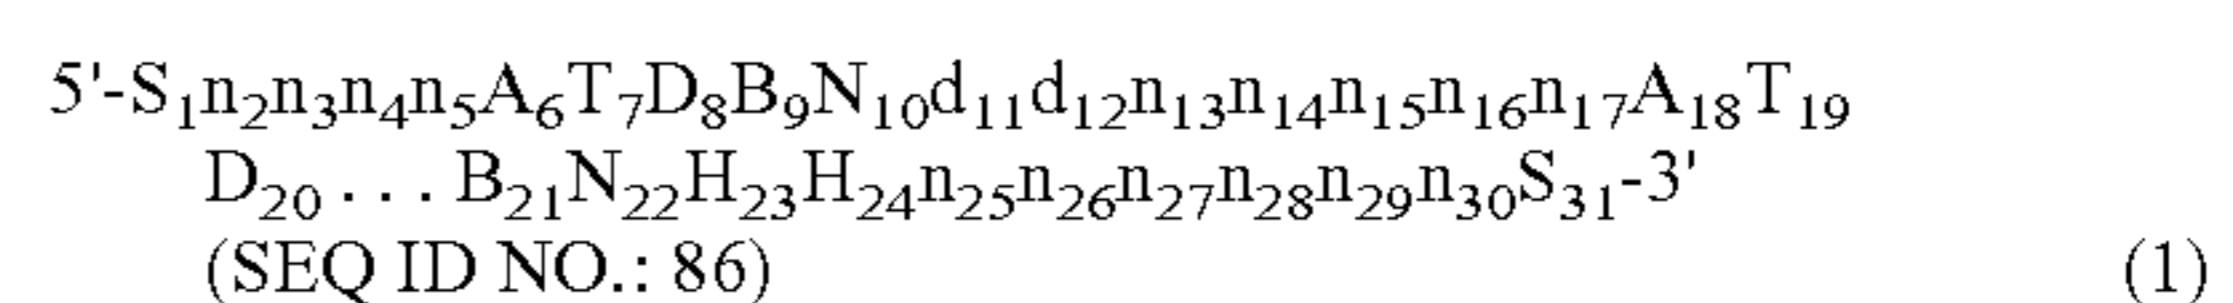 5'-S₁n₂n₃n₄n₅A₆T₇D₈B₉N₁₀d₁₁d₁₂n₁₃n₁₄n₁₅n₁₆n₁₇A₁₈T₁₉
D₂₀ . . . B₂₁N₂₂H₂₃H₂₄n₂₅n₂₆n₂₇n₂₈n₂₉n₃₀S₃₁-3'
(SEQ ID NO.: 86) (1)